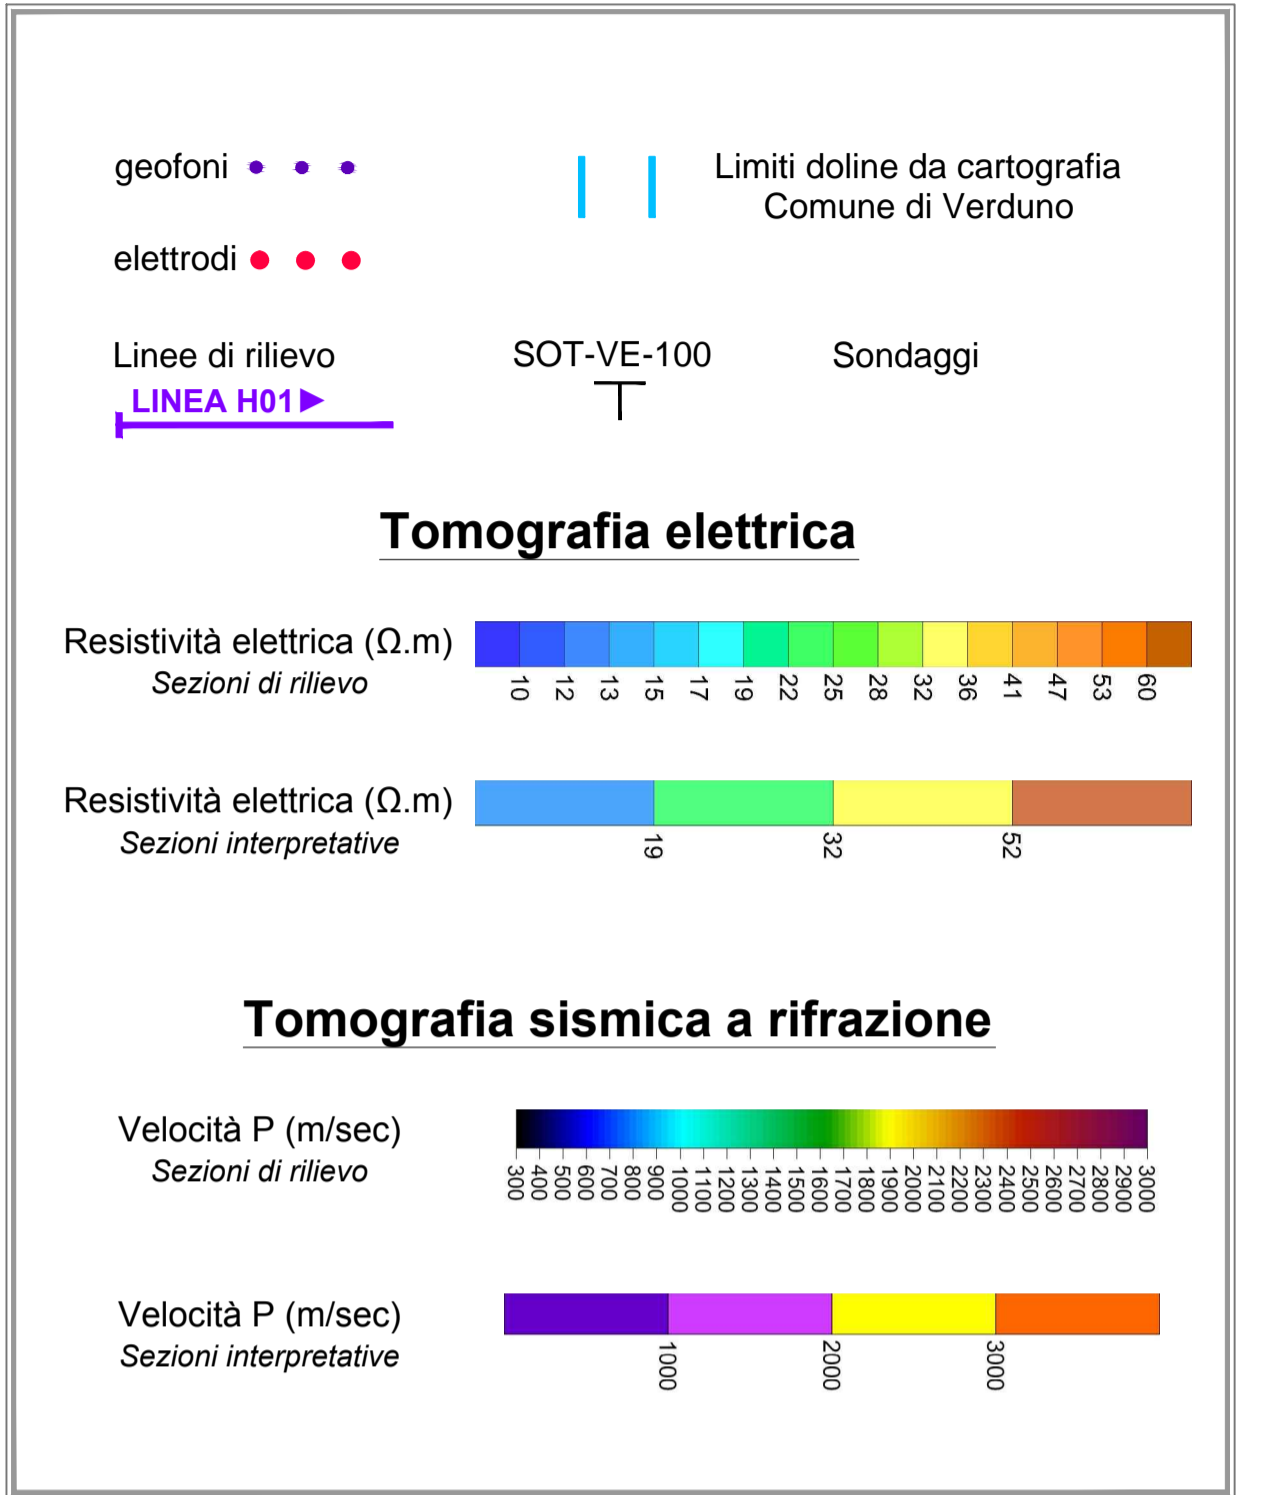 geofoni
Limiti doline da cartografia
Comune di Verduno
elettrodi
Linee di rilievo
SOT-VE-100
Sondaggi
LINEA H01►
Tomografia elettrica
Resistività elettrica (Ω.m)
Sezioni di rilievo
10 12 13 15 17 19 22 25 28 32 36 41 47 53 60
Resistività elettrica (Ω.m)
Sezioni interpretative
19 32 52
Tomografia sismica a rifrazione
Velocità P (m/sec)
Sezioni di rilievo
300 400 500 600 700 800 900 1000 1100 1200 1300 1400 1500 1600 1700 1800 1900 2000 2100 2200 2300 2400 2500 2600 2700 2800 2900 3000
Velocità P (m/sec)
Sezioni interpretative
1000 2000 3000